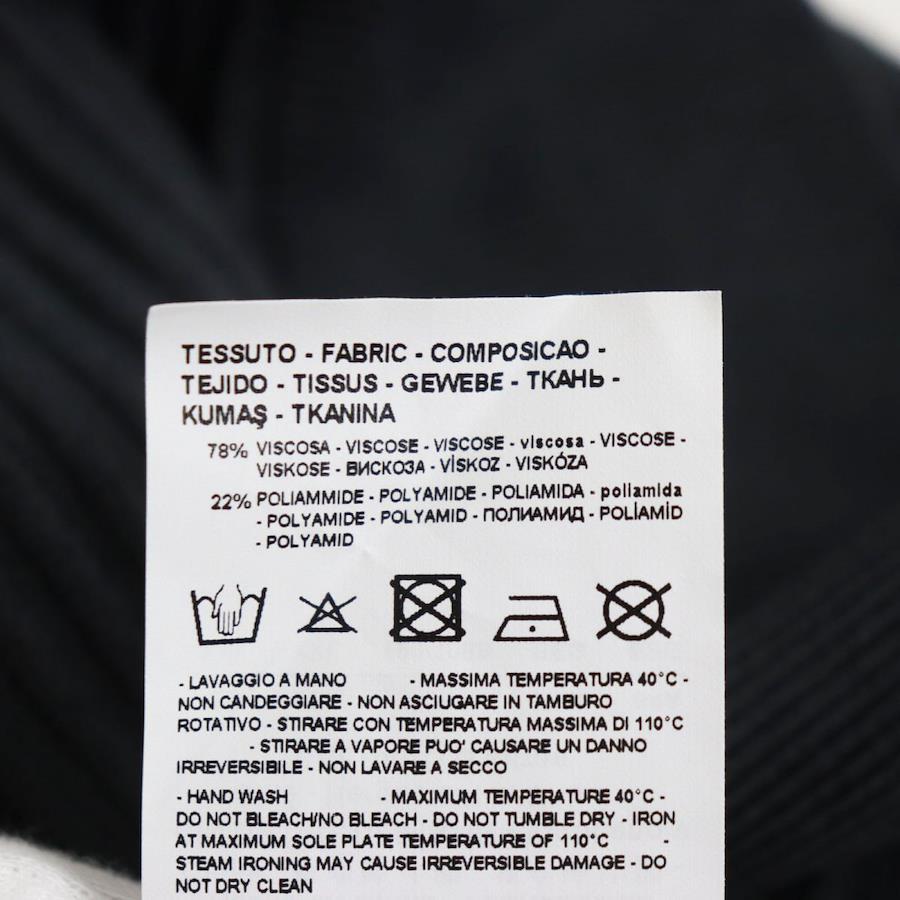 TESSUTO - FABRIC - COMPOSICAO -
TEJIDO - TISSUS - GEWEBE - ТКАНЬ -
KUMAŞ - TKANINA
78% VISCOSA - VISCOSE - VISCOSE - viscosa - VISCOSE -
VISKOSE - ВИСКОЗА - VİSKOZ - VISKÓZA
22% POLIAMMIDE - POLYAMIDE - POLIAMIDA - poliamida
- POLYAMIDE - POLYAMID - ПОЛИАМИД - POLİAMİD
- POLYAMID
- LAVAGGIO A MANO - MASSIMA TEMPERATURA 40°C -
NON CANDEGGIARE - NON ASCIUGARE IN TAMBURO
ROTATIVO - STIRARE CON TEMPERATURA MASSIMA DI 110°C
- STIRARE A VAPORE PUO' CAUSARE UN DANNO
IRREVERSIBILE - NON LAVARE A SECCO
- HAND WASH - MAXIMUM TEMPERATURE 40°C -
DO NOT BLEACH/NO BLEACH - DO NOT TUMBLE DRY - IRON
AT MAXIMUM SOLE PLATE TEMPERATURE OF 110°C -
STEAM IRONING MAY CAUSE IRREVERSIBLE DAMAGE - DO
NOT DRY CLEAN